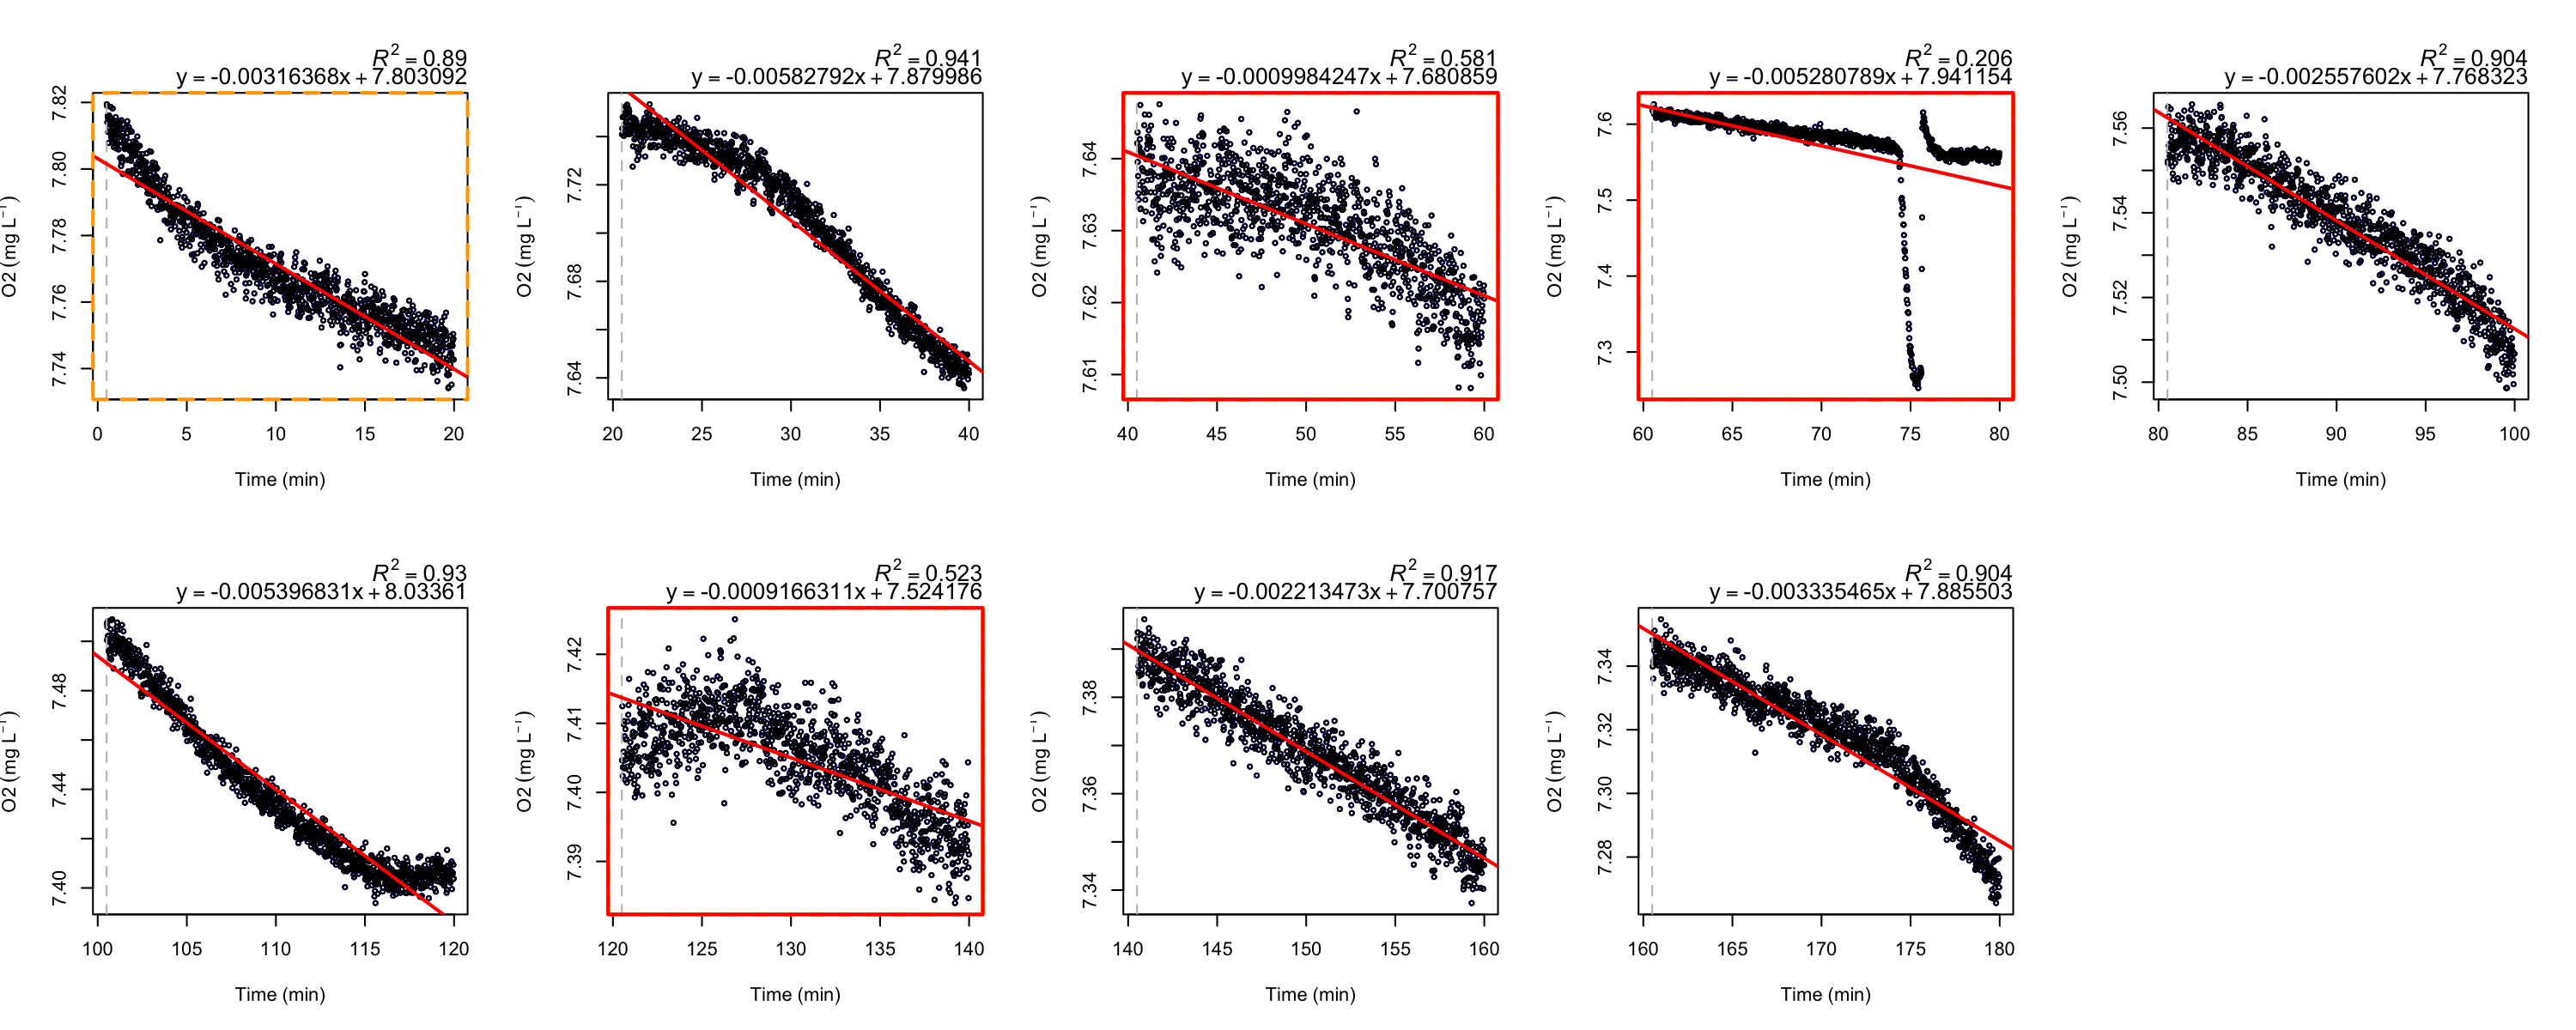 R² = 0.89
y = -0.00316368x + 7.803092
O2 (mg L⁻¹)
7.82
7.80
7.78
7.76
7.74
0 5 10 15 20
Time (min)
R² = 0.941
y = -0.00582792x + 7.879986
O2 (mg L⁻¹)
7.72
7.68
7.64
20 25 30 35 40
Time (min)
R² = 0.581
y = -0.0009984247x + 7.680859
O2 (mg L⁻¹)
7.64
7.63
7.62
7.61
40 45 50 55 60
Time (min)
R² = 0.206
y = -0.005280789x + 7.941154
O2 (mg L⁻¹)
7.6
7.5
7.4
7.3
60 65 70 75 80
Time (min)
R² = 0.904
y = -0.002557602x + 7.768323
O2 (mg L⁻¹)
7.56
7.54
7.52
7.50
80 85 90 95 100
Time (min)
R² = 0.93
y = -0.005396831x + 8.03361
O2 (mg L⁻¹)
7.48
7.44
7.40
100 105 110 115 120
Time (min)
R² = 0.523
y = -0.0009166311x + 7.524176
O2 (mg L⁻¹)
7.42
7.41
7.40
7.39
120 125 130 135 140
Time (min)
R² = 0.917
y = -0.002213473x + 7.700757
O2 (mg L⁻¹)
7.38
7.36
7.34
140 145 150 155 160
Time (min)
R² = 0.904
y = -0.003335465x + 7.885503
O2 (mg L⁻¹)
7.34
7.32
7.30
7.28
160 165 170 175 180
Time (min)